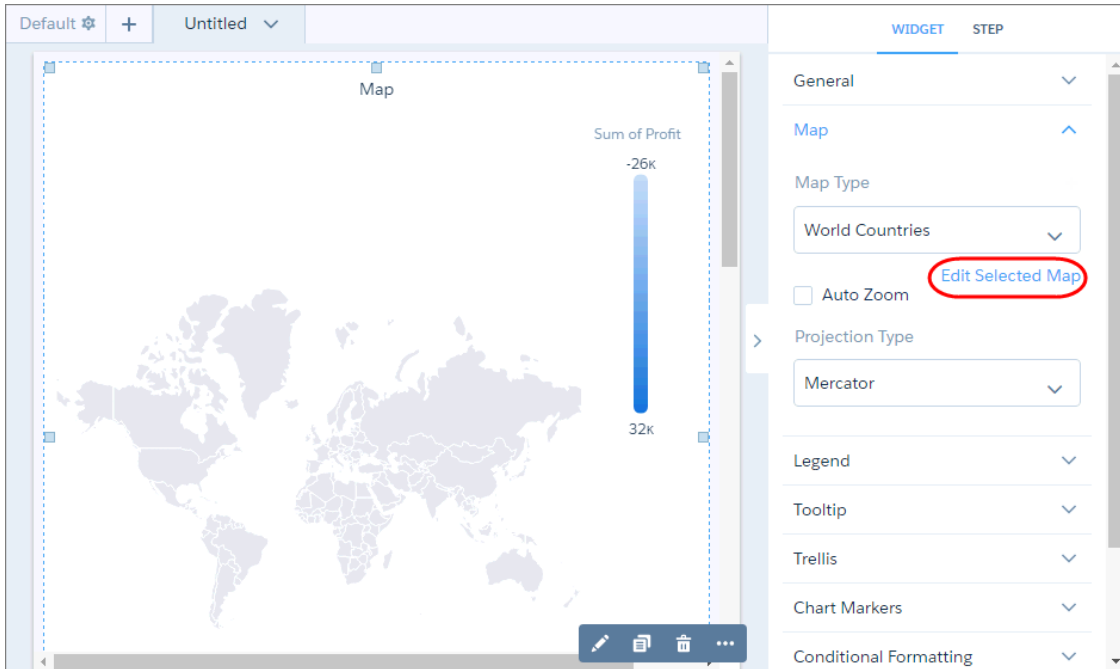 Default
+
Untitled
WIDGET STEP
Map
Sum of Profit
-26K
32K
General
Map
Map Type
World Countries
Edit Selected Map
Auto Zoom
Projection Type
Mercator
Legend
Tooltip
Trellis
Chart Markers
Conditional Formatting